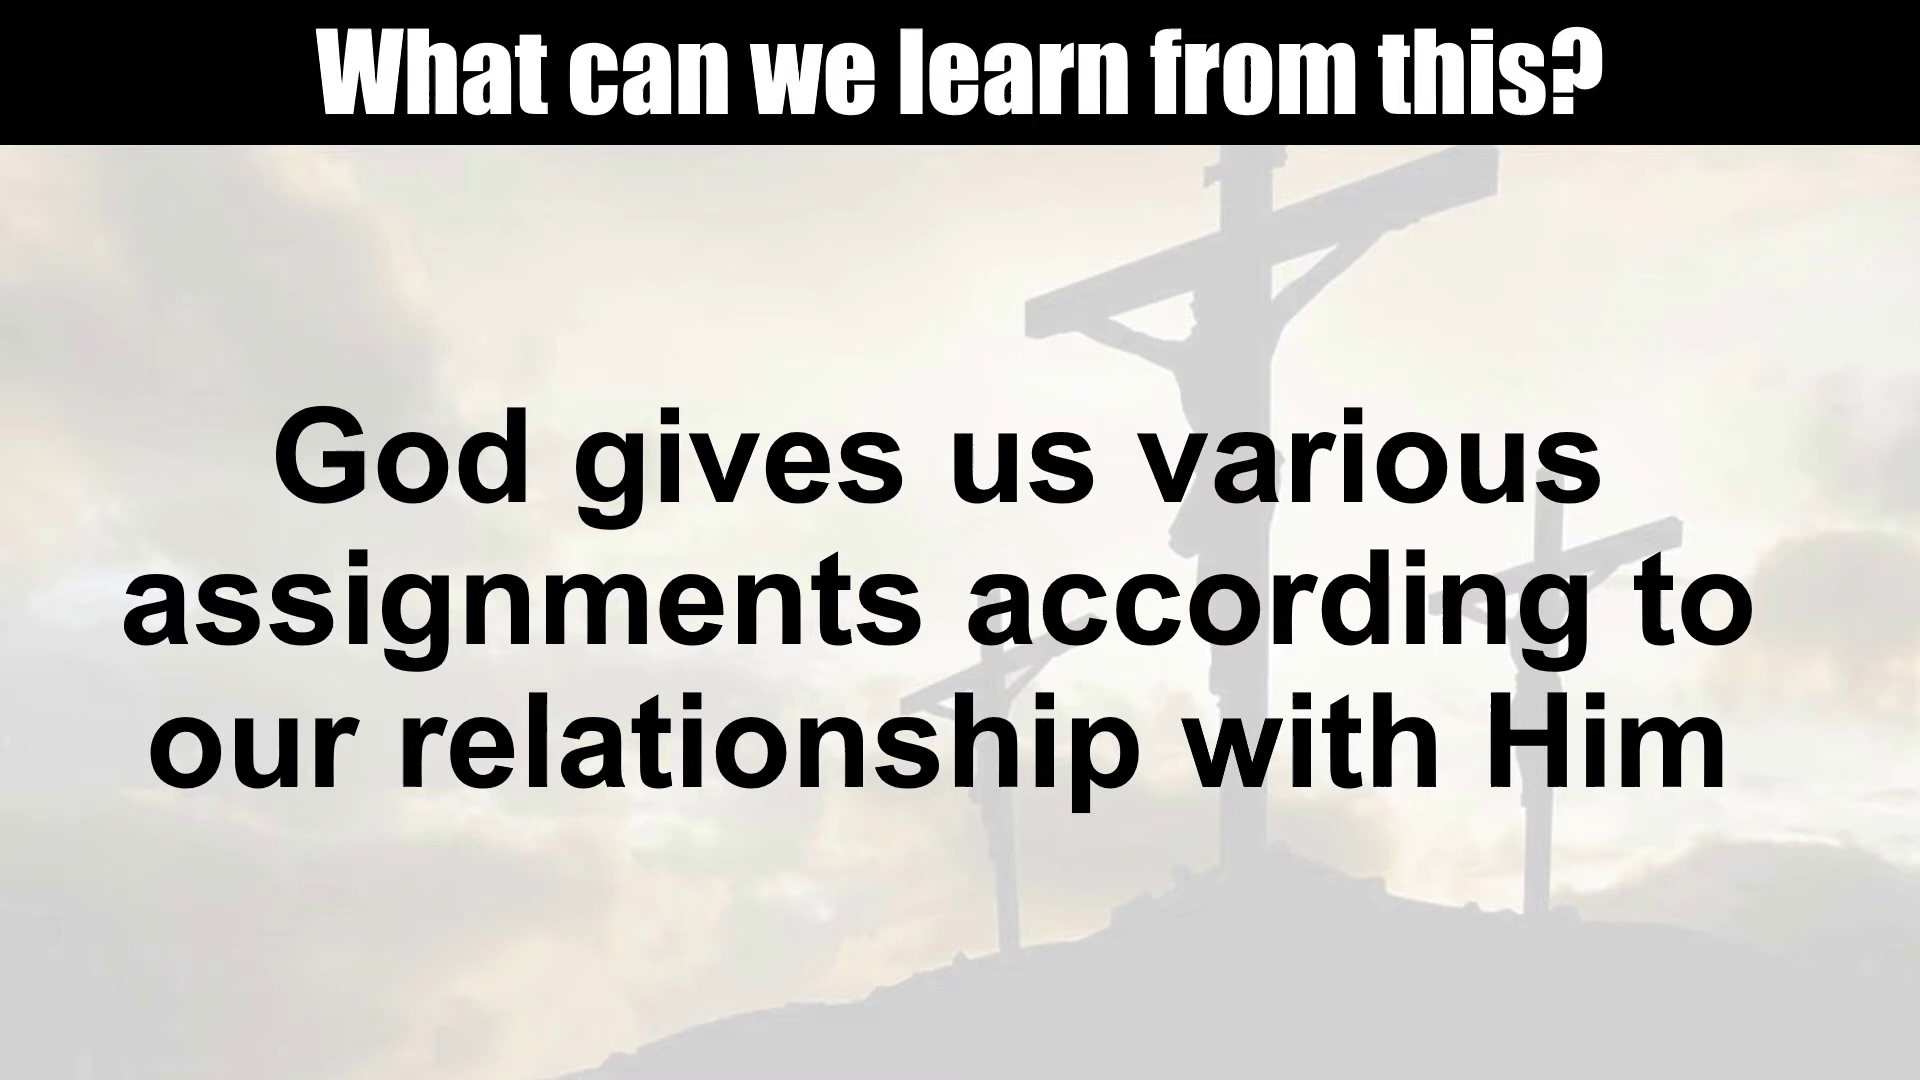 What can we learn from this?
God gives us various
assignments according to
our relationship with Him